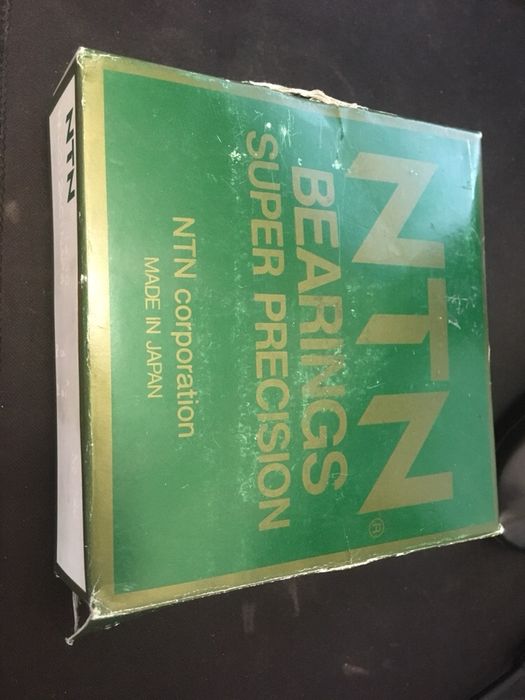 NTN®
BEARINGS
SUPER PRECISION
NTN corporation
MADE IN JAPAN
NTN